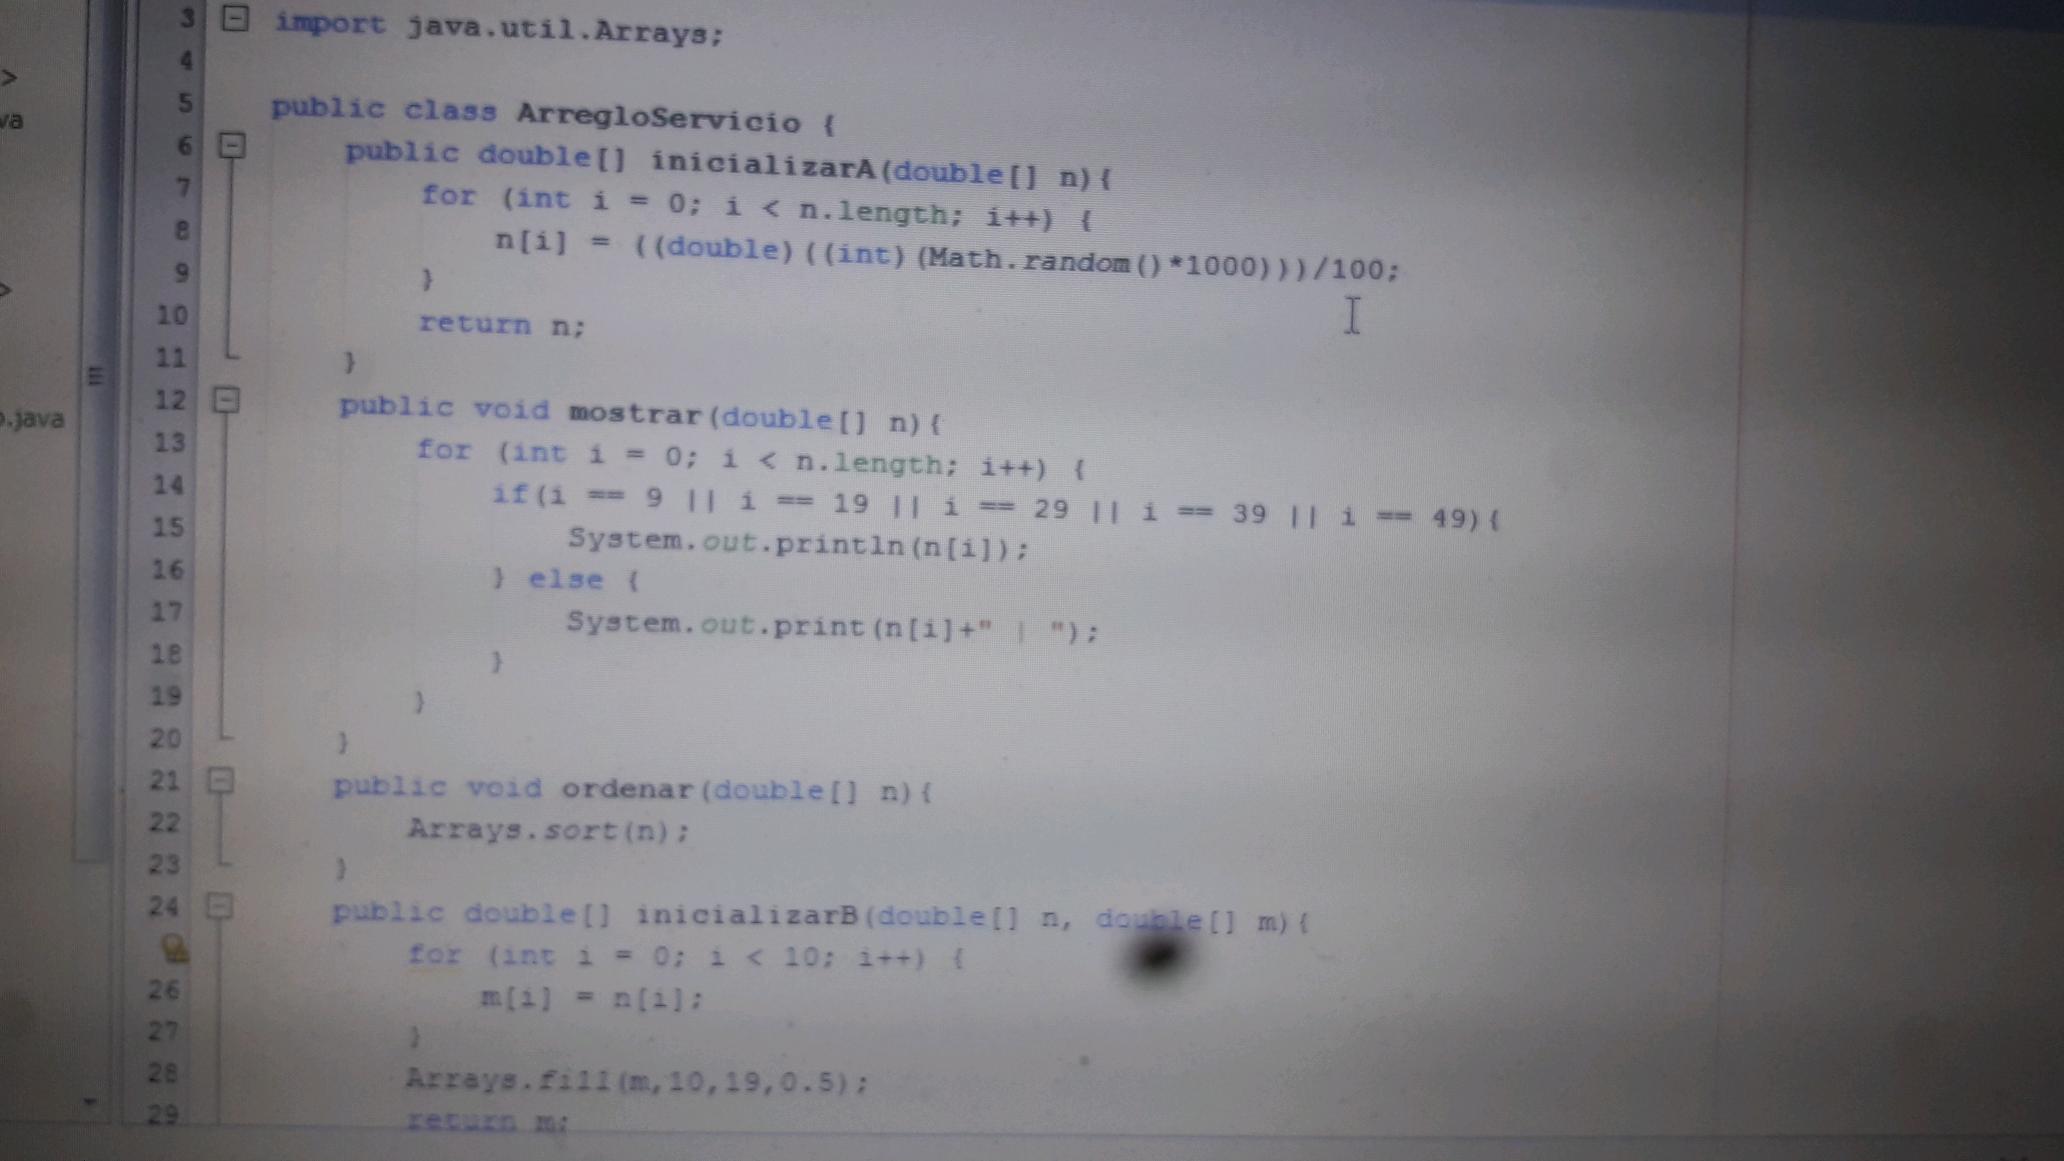 3 import java.util.Arrays;
4
>
5 public class ArregloServicio {
va
6 public double[] inicializarA(double[] n){
7 for (int i = 0; i < n.length; i++) {
8 n[i] = ((double)((int)(Math.random()*1000)))/100;
9 }
>
10 return n;
11 }
m
12 public void mostrar(double[] n){
o.java
13 for (int i = 0; i < n.length; i++) {
14 if(i == 9 || i == 19 || i == 29 || i == 39 || i == 49){
15 System.out.println(n[i]);
16 } else {
17 System.out.print(n[i]+" | ");
18 }
19 }
20 }
21 public void ordenar(double[] n){
22 Arrays.sort(n);
23 }
24 public double[] inicializarB(double[] n, double[] m){
for (int i = 0; i < 10; i++) {
26 m[i] = n[i];
27 }
28 Arrays.fill(m,10,19,0.5);
29 return m;